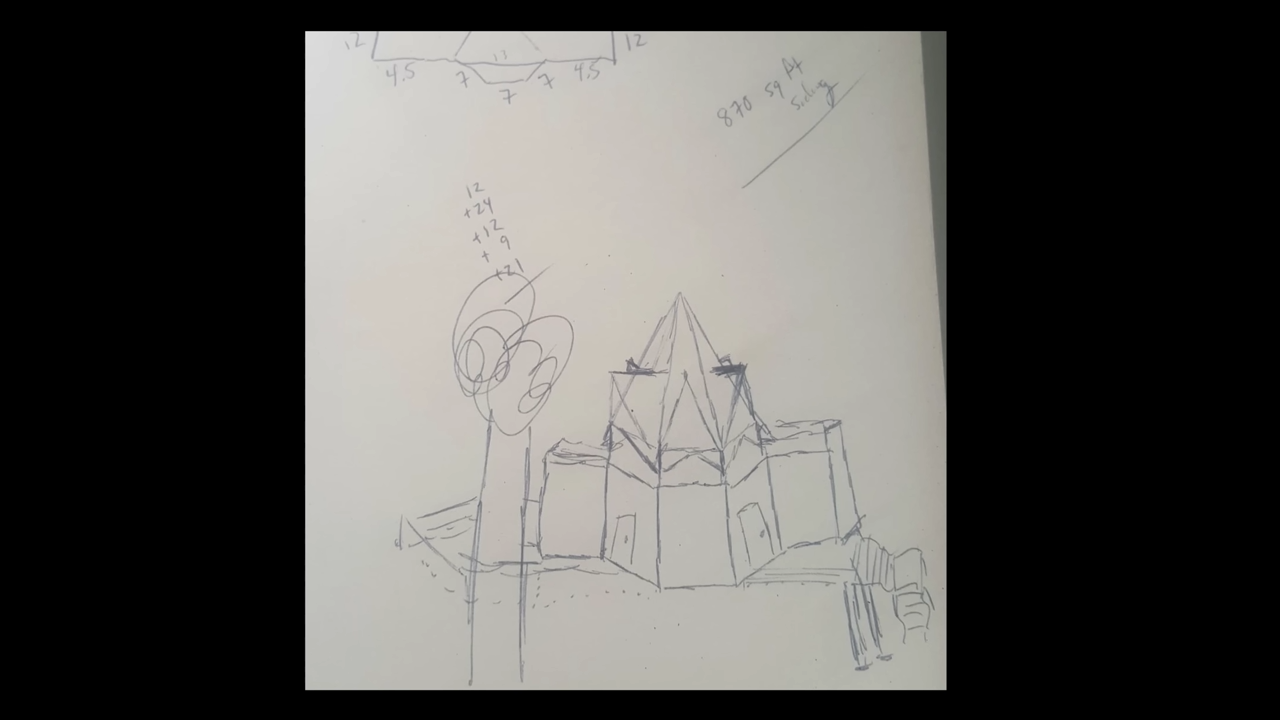 12 12
4.5 7 7 4.5
7
870 sq ft
siding
12
+24
+12
+ 9
+21